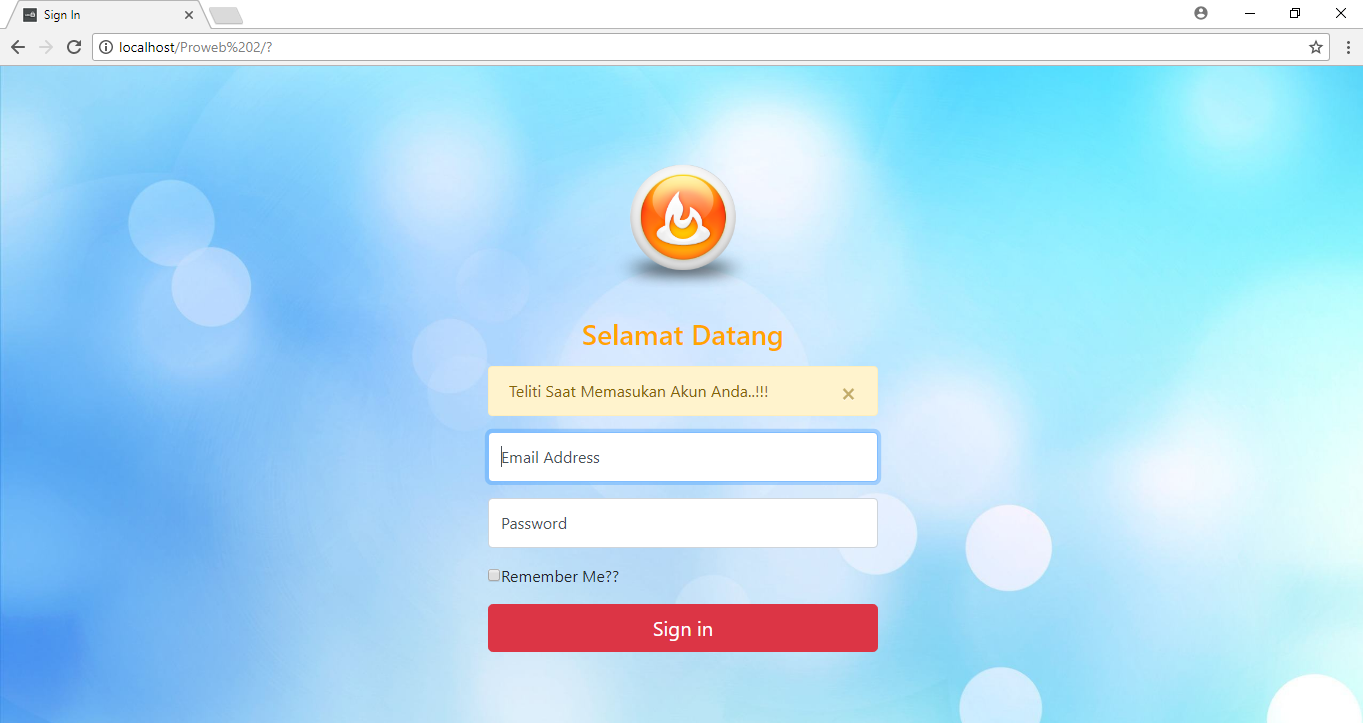 Sign In
localhost/Proweb%202/?
Selamat Datang
Teliti Saat Memasukan Akun Anda..!!! ×
Email Address
Password
Remember Me??
Sign in